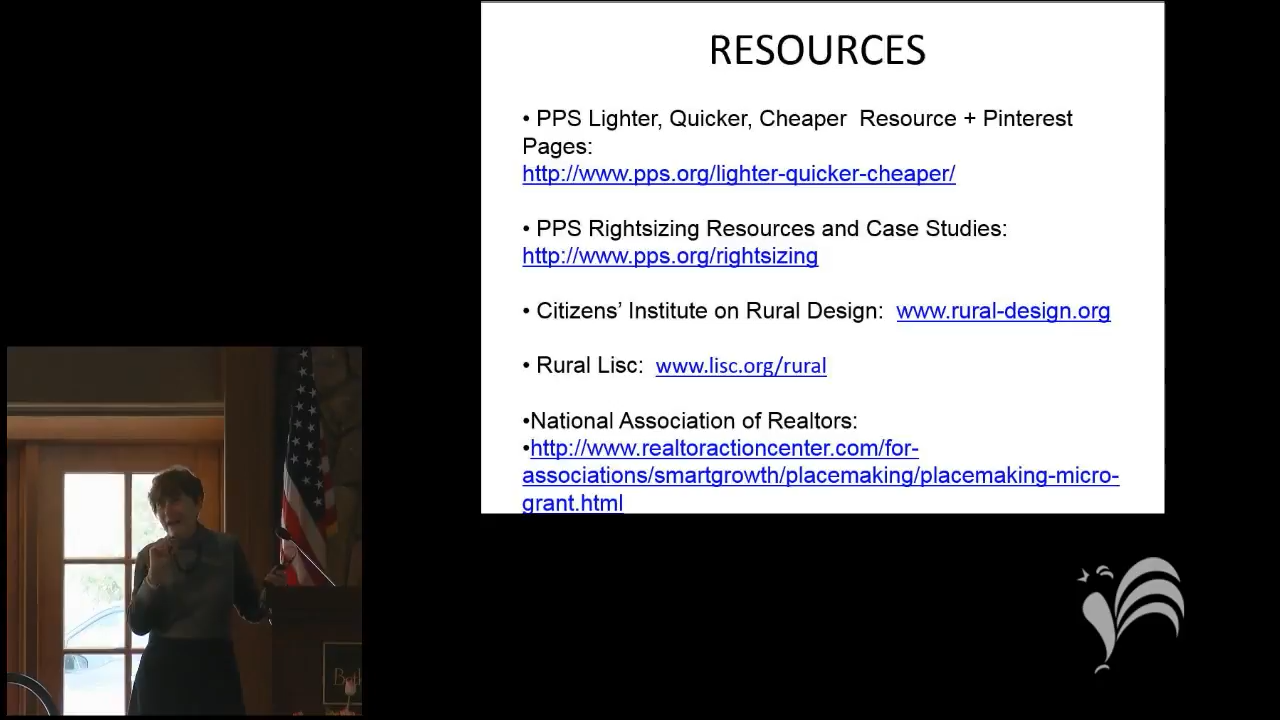 RESOURCES
• PPS Lighter, Quicker, Cheaper Resource + Pinterest
Pages:
http://www.pps.org/lighter-quicker-cheaper/
• PPS Rightsizing Resources and Case Studies:
http://www.pps.org/rightsizing
• Citizens’ Institute on Rural Design: www.rural-design.org
• Rural Lisc: www.lisc.org/rural
•National Association of Realtors:
•http://www.realtoractioncenter.com/for-
associations/smartgrowth/placemaking/placemaking-micro-
grant.html